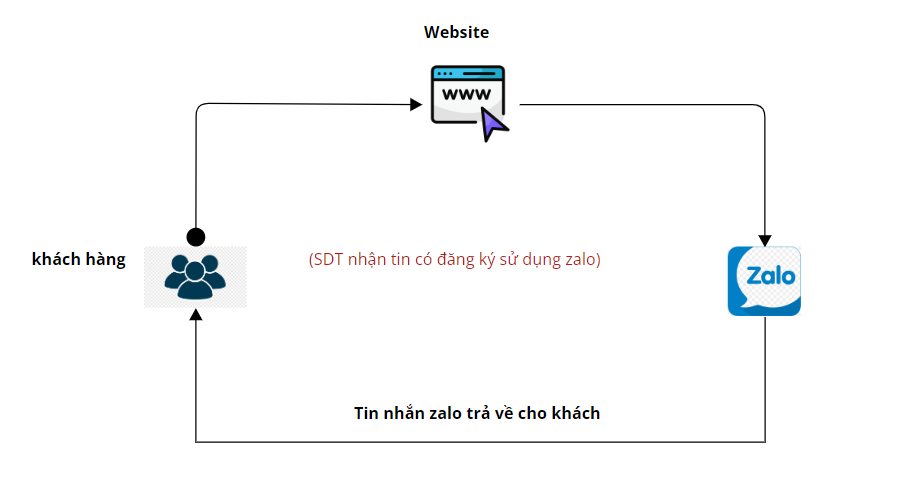 Website
www
khách hàng
(SDT nhận tin có đăng ký sử dụng zalo)
Zalo
Tin nhắn zalo trả về cho khách